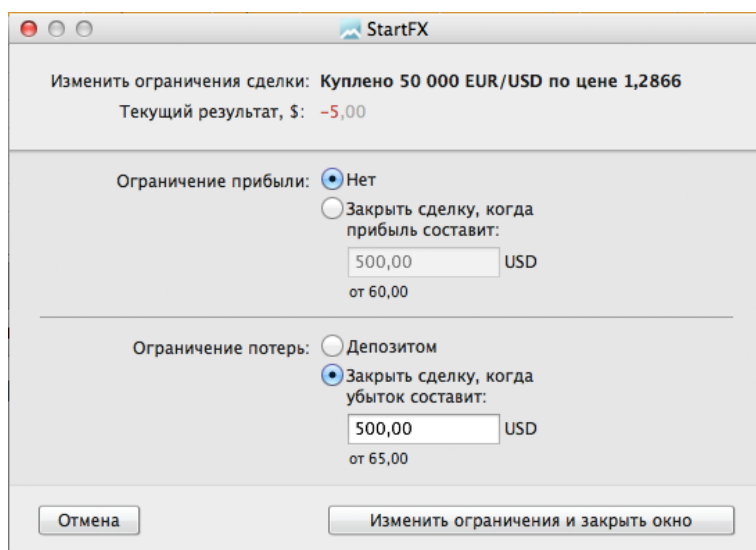 StartFX
Изменить ограничения сделки: Куплено 50 000 EUR/USD по цене 1,2866
Текущий результат, $: –5,00
Ограничение прибыли: Нет
Закрыть сделку, когда
прибыль составит:
500,00 USD
от 60,00
Ограничение потерь: Депозитом
Закрыть сделку, когда
убыток составит:
500,00 USD
от 65,00
Отмена Изменить ограничения и закрыть окно